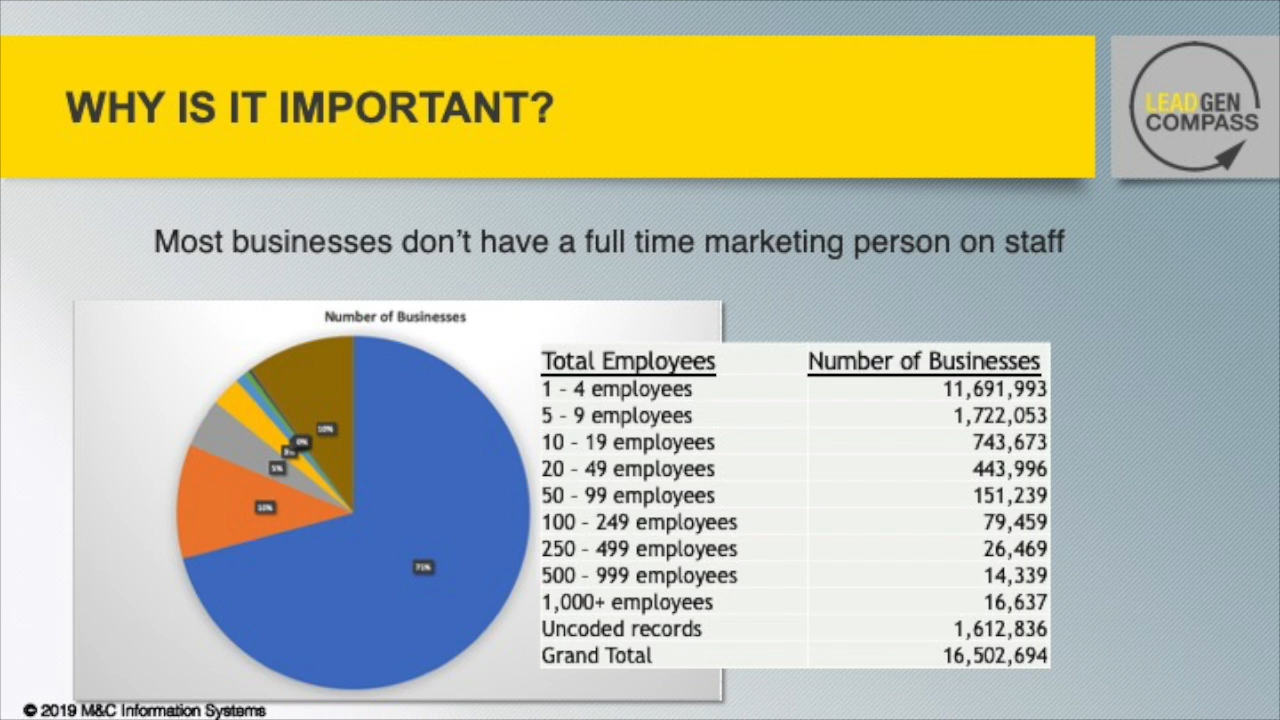 WHY IS IT IMPORTANT?
LEADGEN
COMPASS
Most businesses don't have a full time marketing person on staff
Number of Businesses
10%
0%
3%
5%
10%
71%
Total Employees Number of Businesses
1 - 4 employees 11,691,993
5 - 9 employees 1,722,053
10 - 19 employees 743,673
20 - 49 employees 443,996
50 - 99 employees 151,239
100 - 249 employees 79,459
250 - 499 employees 26,469
500 - 999 employees 14,339
1,000+ employees 16,637
Uncoded records 1,612,836
Grand Total 16,502,694
© 2019 M&C Information Systems